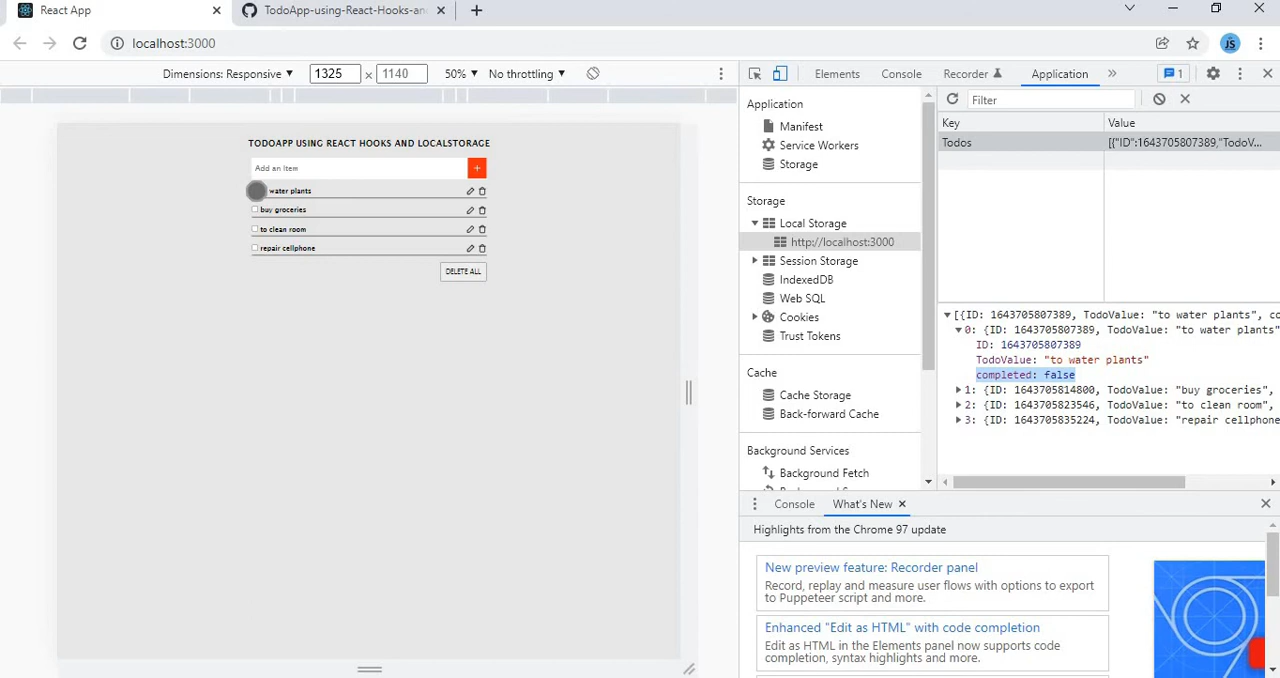 React App
TodoApp-using-React-Hooks-an
localhost:3000
JS
Dimensions: Responsive ▼ 1325 × 1140 50% ▼ No throttling ▼
Elements Console Recorder Application » 1
TODOAPP USING REACT HOOKS AND LOCALSTORAGE
Add an item +
water plants
buy groceries
to clean room
repair cellphone
DELETE ALL
Application
Manifest
Service Workers
Storage
Storage
Local Storage
http://localhost:3000
Session Storage
IndexedDB
Web SQL
Cookies
Trust Tokens
Cache
Cache Storage
Back-forward Cache
Background Services
Background Fetch
Filter
Key Value
Todos [{"ID":1643705807389,"TodoV...
[{ID: 1643705807389, TodoValue: "to water plants", co
0: {ID: 1643705807389, TodoValue: "to water plants"
ID: 1643705807389
TodoValue: "to water plants"
completed: false
1: {ID: 1643705814800, TodoValue: "buy groceries",
2: {ID: 1643705823546, TodoValue: "to clean room",
3: {ID: 1643705835224, TodoValue: "repair cellphone
Console What's New
Highlights from the Chrome 97 update
New preview feature: Recorder panel
Record, replay and measure user flows with options to export
to Puppeteer script and more.
Enhanced "Edit as HTML" with code completion
Edit as HTML in the Elements panel now supports code
completion, syntax highlights and more.